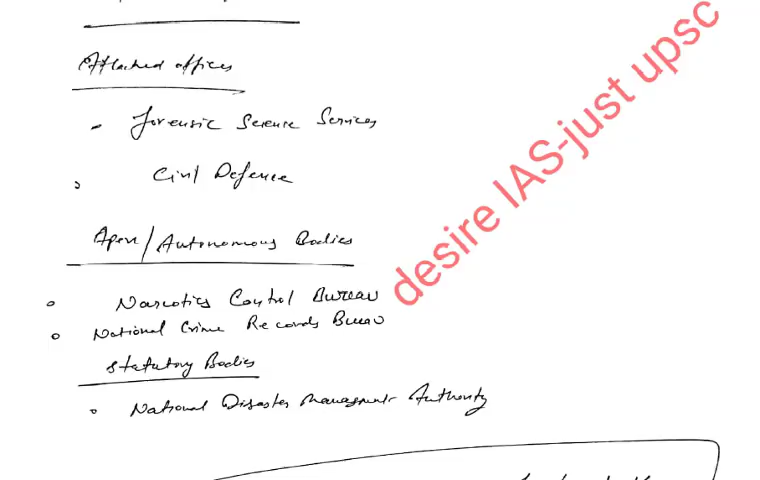 Attached offices
- Forensic Science Services
Civil Defence
Apex/Autonomous Bodies
Narcotics Control Bureau
National Crime Records Bureau
Statutory Bodies
National Disaster Management Authority
desire IAS-just upsc